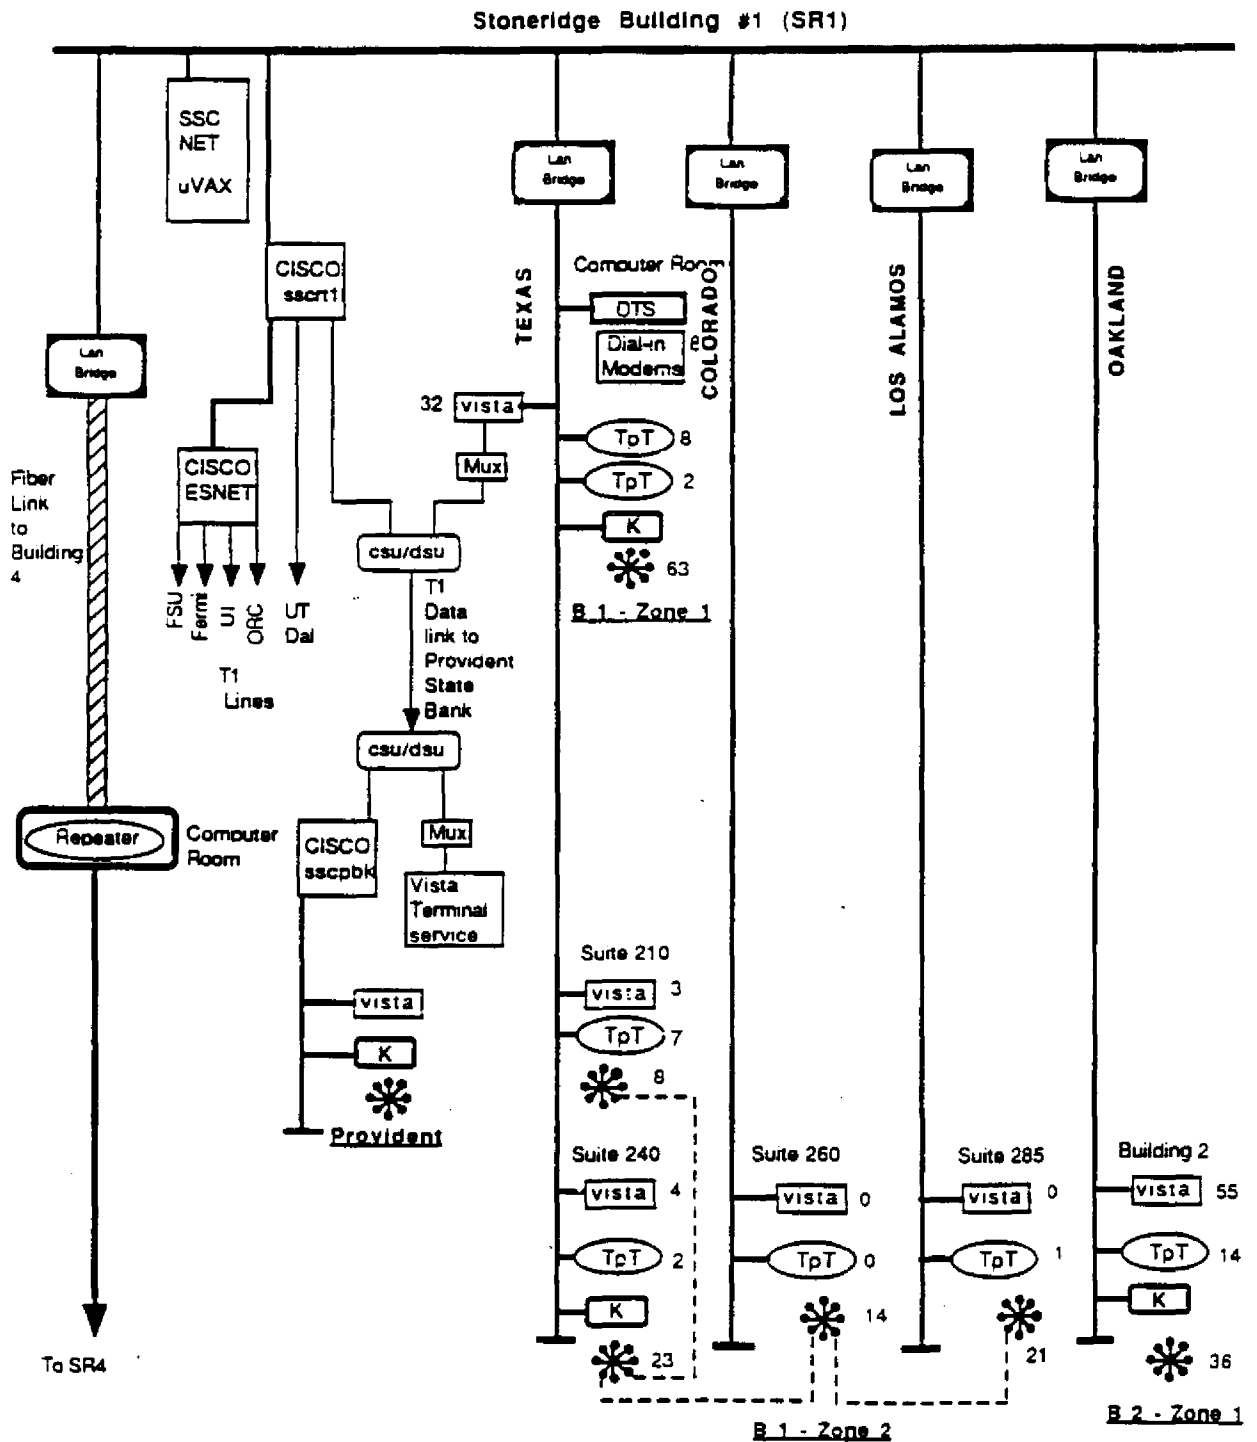 Stoneridge Building #1 (SR1)
SSC
NET
uVAX
Lan
Bridge
Lan
Bridge
Lan
Bridge
Lan
Bridge
CISCO
sscrt1
TEXAS
Computer Room
OTS
Dial-in
Modems
COLORADO
LOS ALAMOS
OAKLAND
Lan
Bridge
32
vista
TpT
8
Mux
TpT
2
K
63
B 1 - Zone 1
Fiber
Link
to
Building
4
CISCO
ESNET
FSU
Fermi
UI
ORC
UT
Dal
T1
Lines
csu/dsu
T1
Data
link to
Provident
State
Bank
csu/dsu
Repeater
Computer
Room
CISCO
sscpbk
Mux
Vista
Terminal
service
vista
K
Provident
Suite 210
vista
3
TpT
7
8
Suite 240
vista
4
TpT
2
K
23
Suite 260
vista
0
TpT
0
14
Suite 285
vista
0
TpT
1
21
Building 2
vista
55
TpT
14
K
36
To SR4
B 1 - Zone 2
B 2 - Zone 1